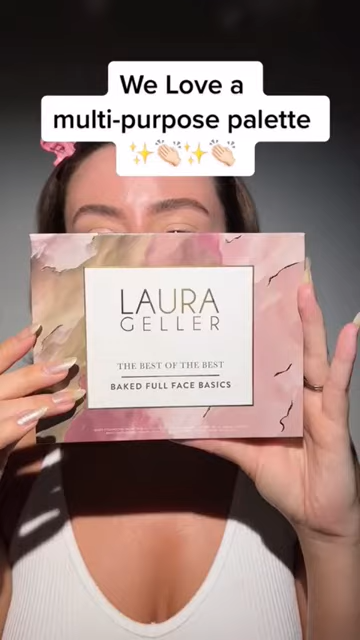 We Love a
multi-purpose palette
✨👏🏻✨👏🏻
LAURA
GELLER
THE BEST OF THE BEST
BAKED FULL FACE BASICS